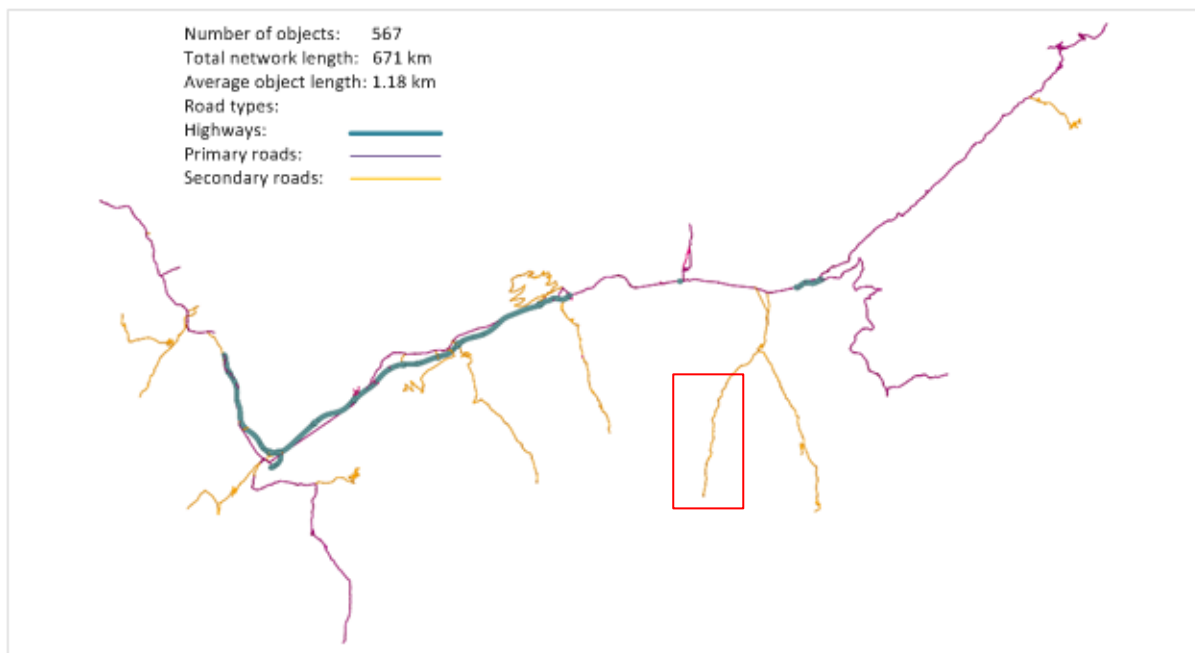 Number of objects: 567
Total network length: 671 km
Average object length: 1.18 km
Road types:
Highways:
Primary roads:
Secondary roads: